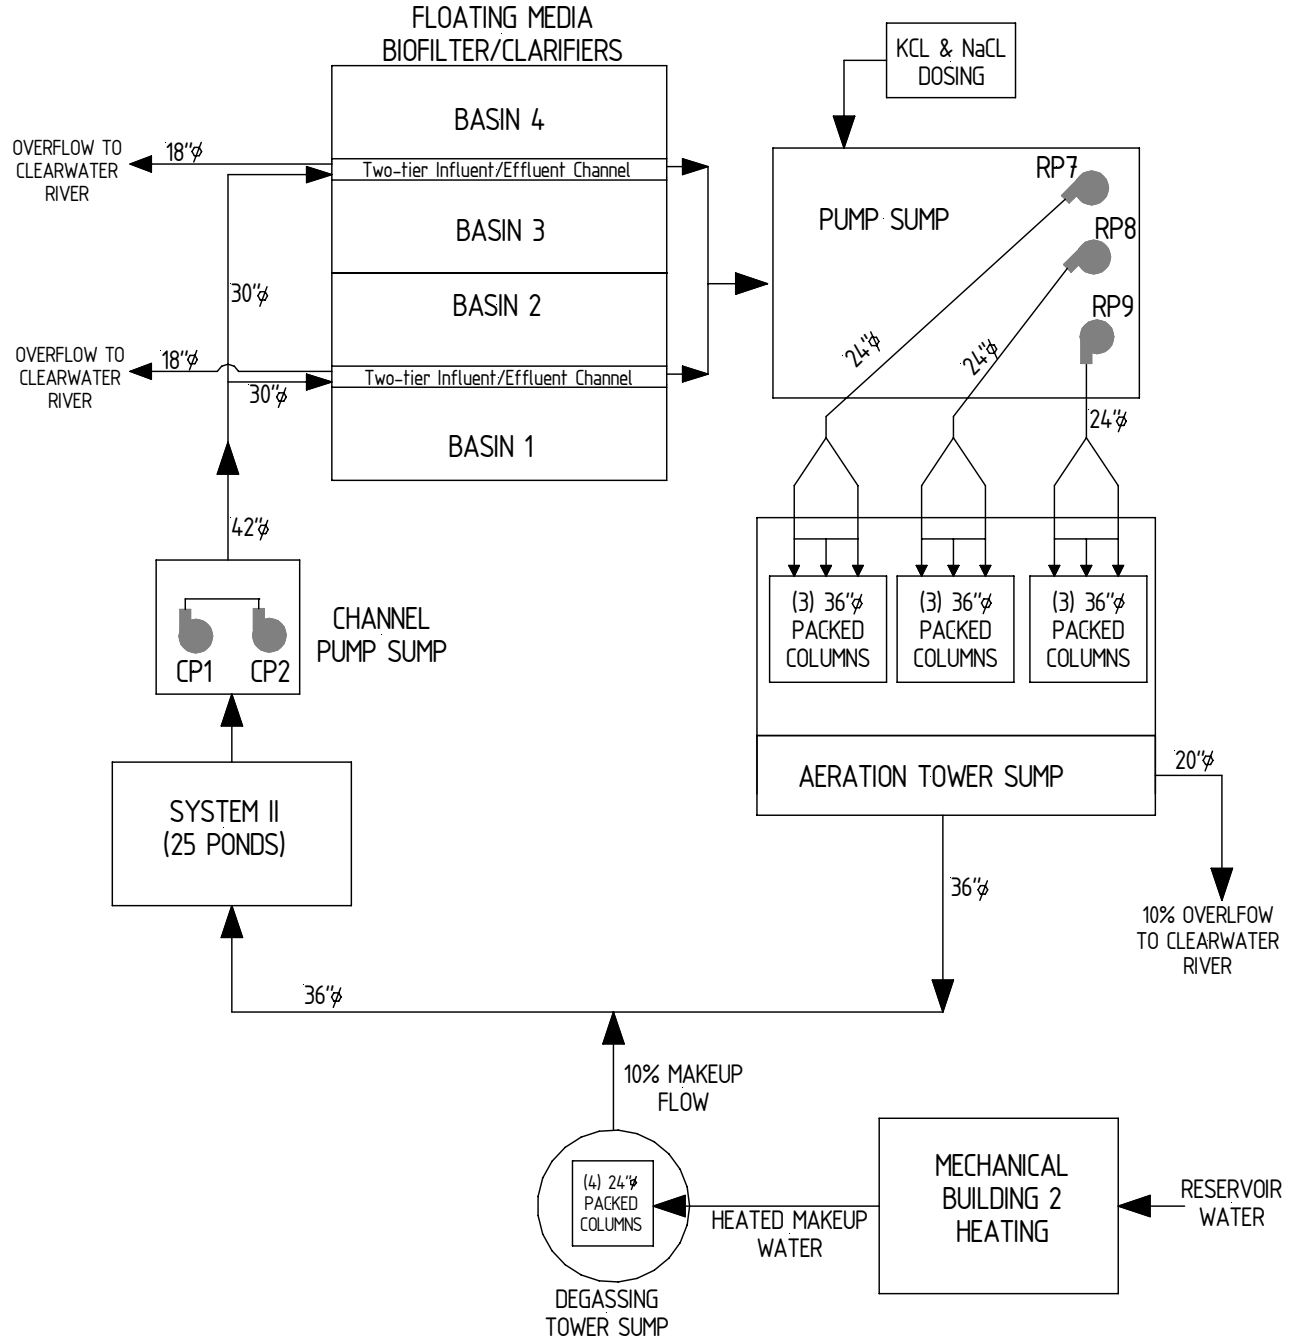 FLOATING MEDIA
BIOFILTER/CLARIFIERS
BASIN 4
Two-tier Influent/Effluent Channel
BASIN 3
BASIN 2
Two-tier Influent/Effluent Channel
BASIN 1
OVERFLOW TO
CLEARWATER
RIVER
18"⌀
30"⌀
OVERFLOW TO
CLEARWATER
RIVER
18"⌀
30"⌀
42"⌀
KCL & NaCL
DOSING
PUMP SUMP
RP7
RP8
RP9
24"⌀
24"⌀
24"⌀
(3) 36"⌀
PACKED
COLUMNS
(3) 36"⌀
PACKED
COLUMNS
(3) 36"⌀
PACKED
COLUMNS
AERATION TOWER SUMP
20"⌀
10% OVERLFOW
TO CLEARWATER
RIVER
36"⌀
CP1
CP2
CHANNEL
PUMP SUMP
SYSTEM II
(25 PONDS)
36"⌀
10% MAKEUP
FLOW
(4) 24"⌀
PACKED
COLUMNS
DEGASSING
TOWER SUMP
HEATED MAKEUP
WATER
MECHANICAL
BUILDING 2
HEATING
RESERVOIR
WATER